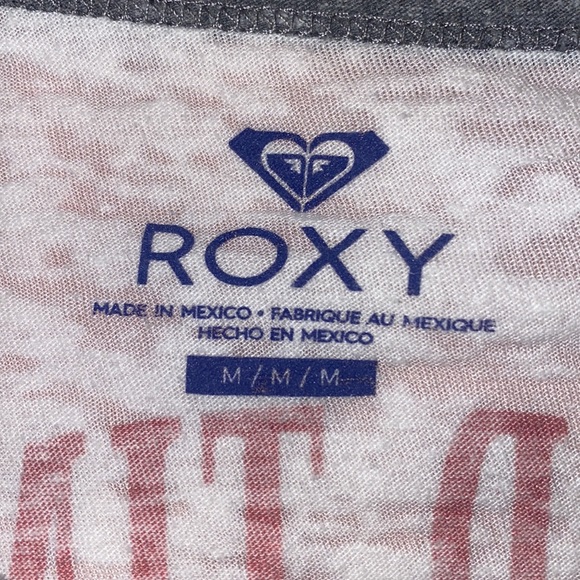 ROXY
MADE IN MEXICO • FABRIQUE AU MEXIQUE
HECHO EN MEXICO
M / M / M